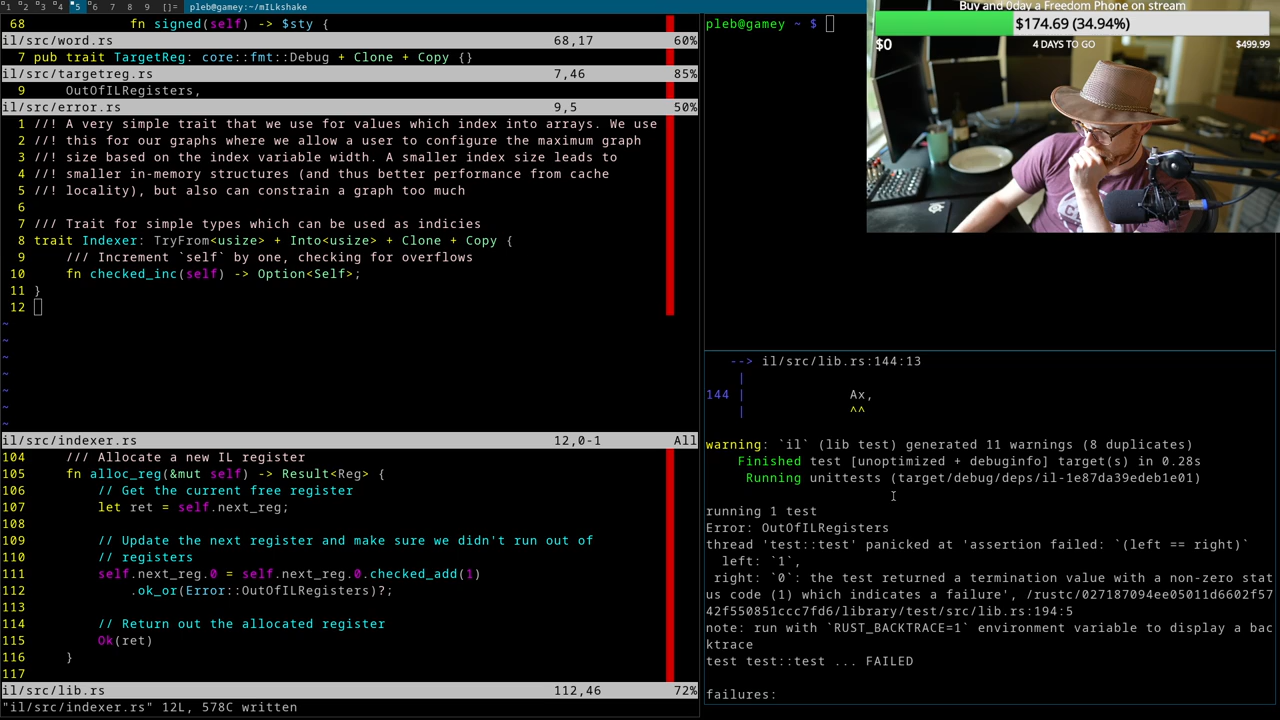 1 2 3 4 5 6 7 8 9 []= pleb@gamey:~/mILkshake
68             fn signed(self) -> $sty {
il/src/word.rs 68,17 60%
7 pub trait TargetReg: core::fmt::Debug + Clone + Copy {}
il/src/targetreg.rs 7,46 85%
9     OutOfILRegisters,
il/src/error.rs 9,5 50%
1 //! A very simple trait that we use for values which index into arrays. We use
2 //! this for our graphs where we allow a user to configure the maximum graph
3 //! size based on the index variable width. A smaller index size leads to
4 //! smaller in-memory structures (and thus better performance from cache
5 //! locality), but also can constrain a graph too much
6
7 /// Trait for simple types which can be used as indicies
8 trait Indexer: TryFrom<usize> + Into<usize> + Clone + Copy {
9     /// Increment `self` by one, checking for overflows
10     fn checked_inc(self) -> Option<Self>;
11 }
12
~
~
~
~
~
~
~
il/src/indexer.rs 12,0-1 All
104     /// Allocate a new IL register
105     fn alloc_reg(&mut self) -> Result<Reg> {
106         // Get the current free register
107         let ret = self.next_reg;
108
109         // Update the next register and make sure we didn't run out of
110         // registers
111         self.next_reg.0 = self.next_reg.0.checked_add(1)
112             .ok_or(Error::OutOfILRegisters)?;
113
114         // Return out the allocated register
115         Ok(ret)
116     }
117
il/src/lib.rs 112,46 72%
"il/src/indexer.rs" 12L, 578C written
pleb@gamey ~ $
Buy and 0day a Freedom Phone on stream
$174.69 (34.94%)
$0 4 DAYS TO GO $499.99
--> il/src/lib.rs:144:13
|
144 |             Ax,
|             ^^
warning: `il` (lib test) generated 11 warnings (8 duplicates)
Finished test [unoptimized + debuginfo] target(s) in 0.28s
Running unittests (target/debug/deps/il-1e87da39edeb1e01)
running 1 test
Error: OutOfILRegisters
thread 'test::test' panicked at 'assertion failed: `(left == right)`
left: `1`,
right: `0`: the test returned a termination value with a non-zero stat
us code (1) which indicates a failure', /rustc/027187094ee05011d6602f57
42f550851ccc7fd6/library/test/src/lib.rs:194:5
note: run with `RUST_BACKTRACE=1` environment variable to display a bac
ktrace
test test::test ... FAILED
failures: